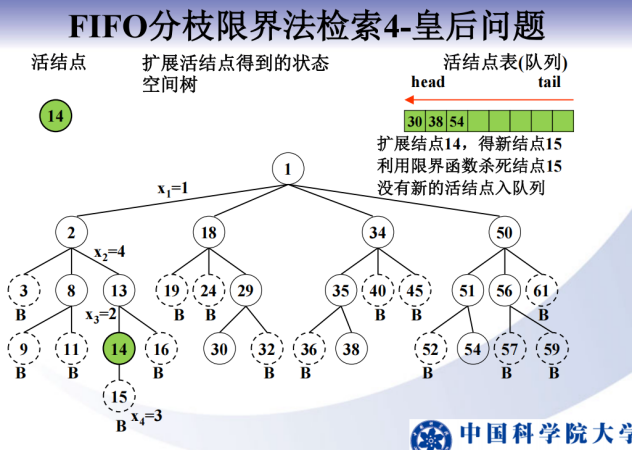 FIFO分枝限界法检索4-皇后问题
活结点
扩展活结点得到的状态
空间树
活结点表(队列)
head tail
14
30 38 54
扩展结点14，得新结点15
利用限界函数杀死结点15
没有新的活结点入队列
1
x₁=1
2 18 34 50
x₂=4
3 8 13 19 24 29 35 40 45 51 56 61
B B B B B B
x₃=2
9 11 14 16 30 32 36 38 52 54 57 59
B B B B B B B B
15
B x₄=3
中国科学院大学